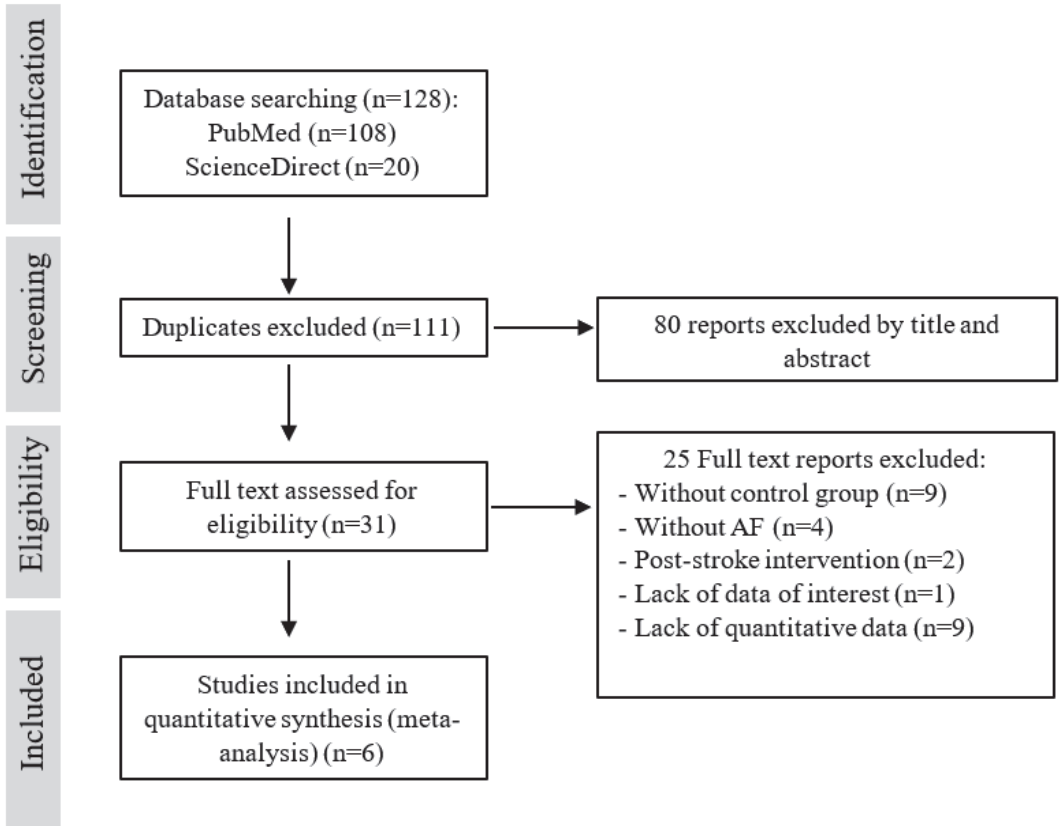 Identification
Database searching (n=128):
PubMed (n=108)
ScienceDirect (n=20)
Screening
Duplicates excluded (n=111)
80 reports excluded by title and
abstract
Eligibility
Full text assessed for
eligibility (n=31)
25 Full text reports excluded:
- Without control group (n=9)
- Without AF (n=4)
- Post-stroke intervention (n=2)
- Lack of data of interest (n=1)
- Lack of quantitative data (n=9)
Included
Studies included in
quantitative synthesis (meta-
analysis) (n=6)